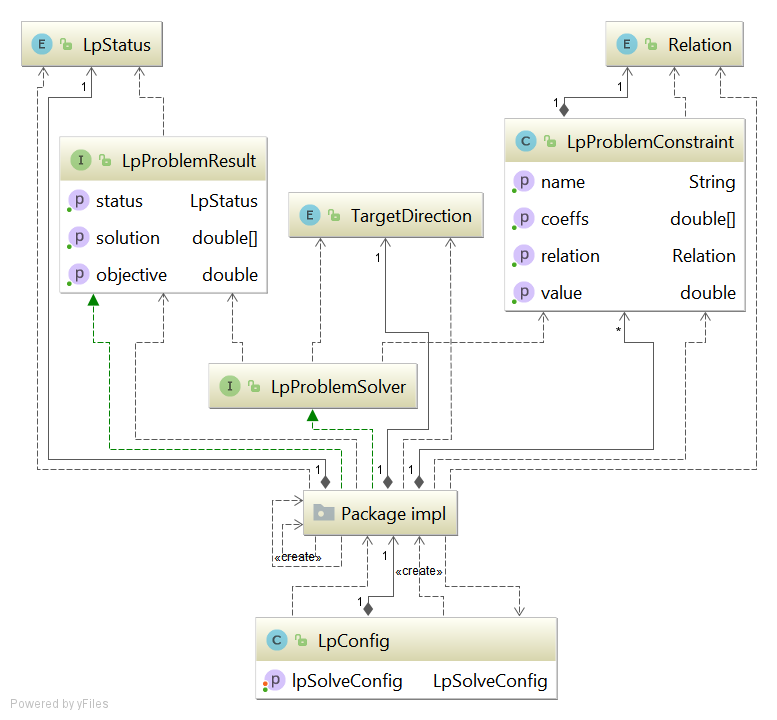 E LpStatus
E Relation
1
1
1
I LpProblemResult
C LpProblemConstraint
p status LpStatus
p name String
p solution double[]
p coeffs double[]
E TargetDirection
p relation Relation
p objective double
p value double
1
*
I LpProblemSolver
1
1
1
Package impl
«create»
1
«create»
1
C LpConfig
p lpSolveConfig LpSolveConfig
Powered by yFiles